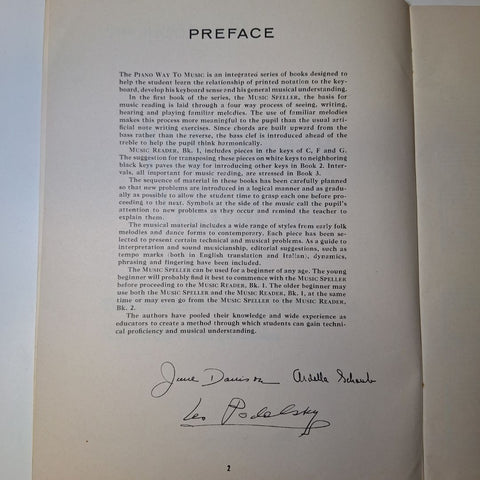 PREFACE
The PIANO WAY TO MUSIC is an integrated series of books designed to
help the student learn the relationship of printed notation to the key-
board, develop his keyboard sense and his general musical understanding.
In the first book of the series, the MUSIC SPELLER, the basis for
music reading is laid through a four way process of seeing, writing,
hearing and playing familiar melodies. The use of familiar melodies
makes this process more meaningful to the pupil than the usual arti-
ficial note writing exercises. Since chords are built upward from the
bass rather than the reverse, the bass clef is introduced ahead of the
treble to help the pupil think harmonically.
MUSIC READER, Bk. 1, includes pieces in the keys of C, F and G.
The suggestion for transposing these pieces on white keys to neighboring
black keys paves the way for introducing other keys in Book 2. Inter-
vals, all important for music reading, are stressed in Book 3.
The sequence of material in these books has been carefully planned
so that new problems are introduced in a logical manner and as gradu-
ally as possible to allow the student time to grasp each one before pro-
ceeding to the next. Symbols at the side of the music call the pupil's
attention to new problems as they occur and remind the teacher to
explain them.
The musical material includes a wide range of styles from early folk
melodies and dance forms to contemporary. Each piece has been se-
lected to present certain technical and musical problems. As a guide to
interpretation and sound musicianship, editorial suggestions, such as
tempo marks (both in English translation and Italian), dynamics,
phrasing and fingering have been included.
The MUSIC SPELLER can be used for a beginner of any age. The young
beginner will probably find it best to commence with the MUSIC SPELLER
before proceeding to the MUSIC READER, Bk. 1. The older beginner may
use both the MUSIC SPELLER and the MUSIC READER, Bk. 1, at the same
time or may even go from the MUSIC SPELLER to the MUSIC READER,
Bk. 2.
The authors have pooled their knowledge and wide experience as
educators to create a method through which students can gain techni-
cal proficiency and musical understanding.
June Davison Ardella Schaub
Leo Podolsky
2